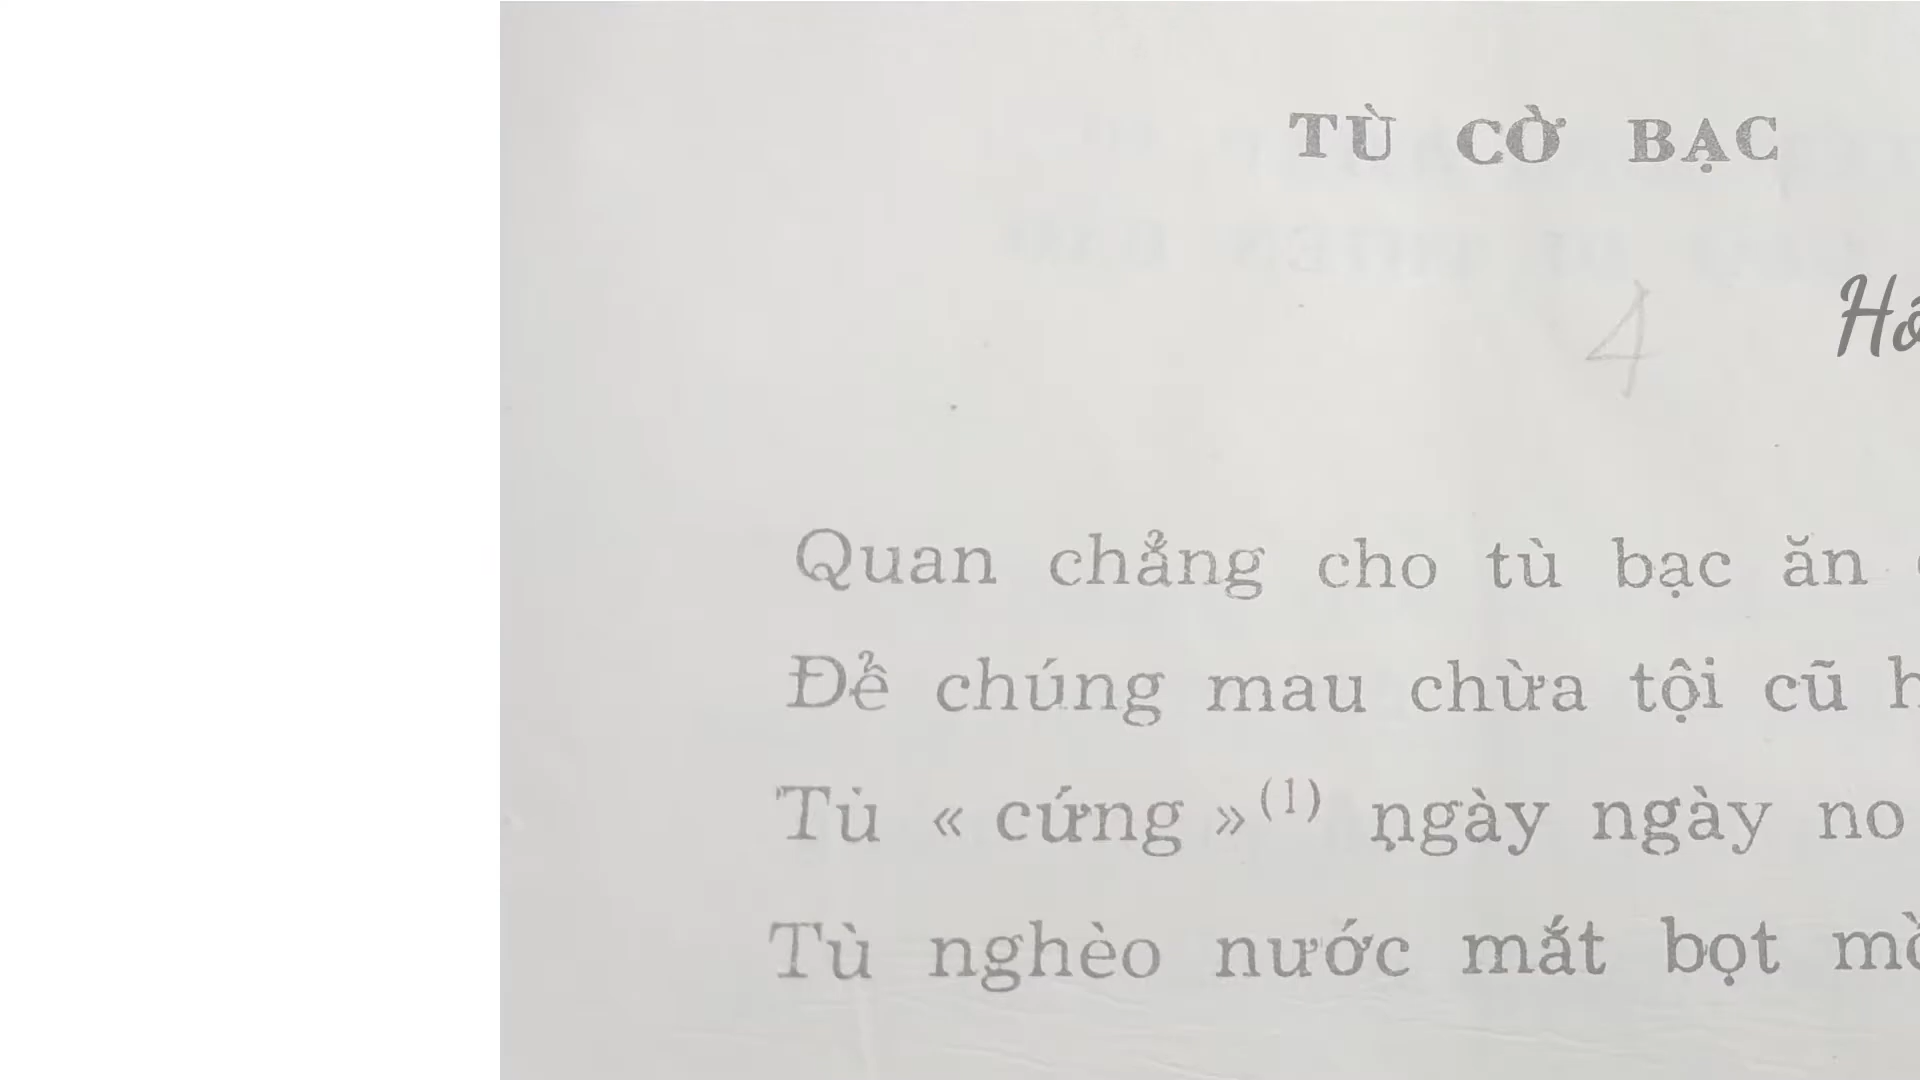 TÙ CỜ BẠC
4
Quan chẳng cho tù bạc ăn
Để chúng mau chừa tội cũ
Tù « cứng »(1) ngày ngày no
Tù nghèo nước mắt bọt